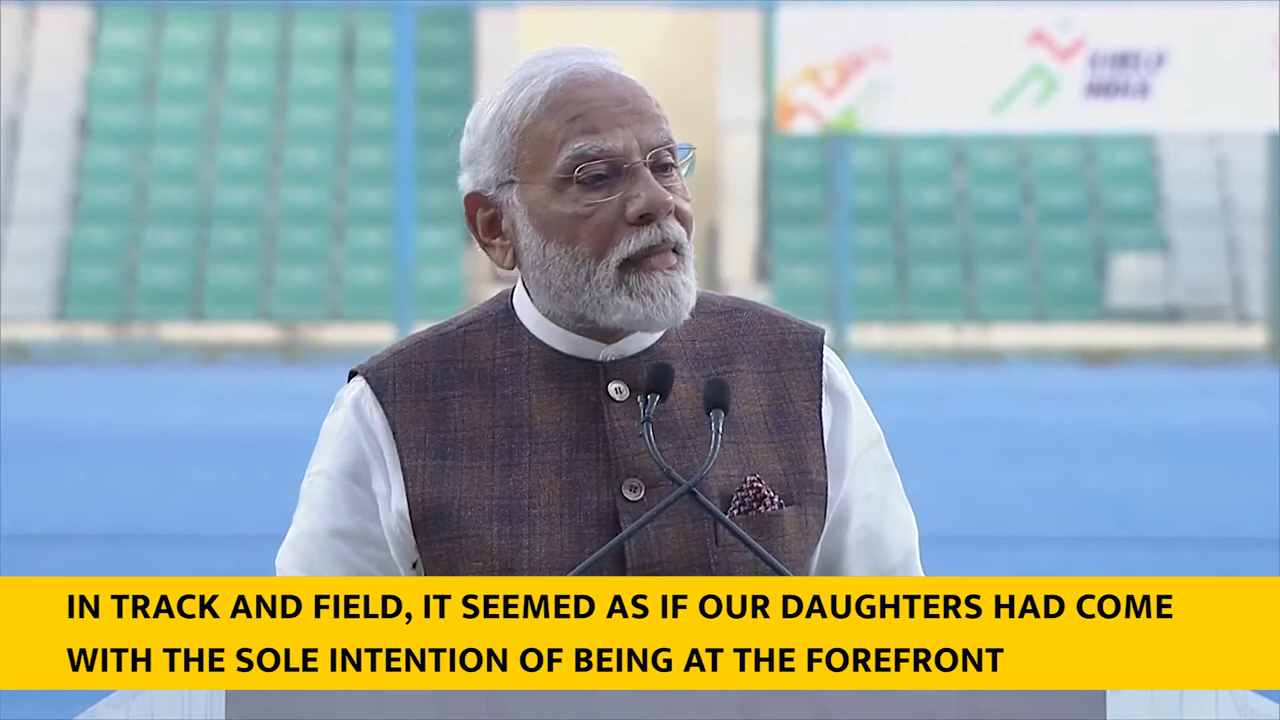 IN TRACK AND FIELD, IT SEEMED AS IF OUR DAUGHTERS HAD COME
WITH THE SOLE INTENTION OF BEING AT THE FOREFRONT